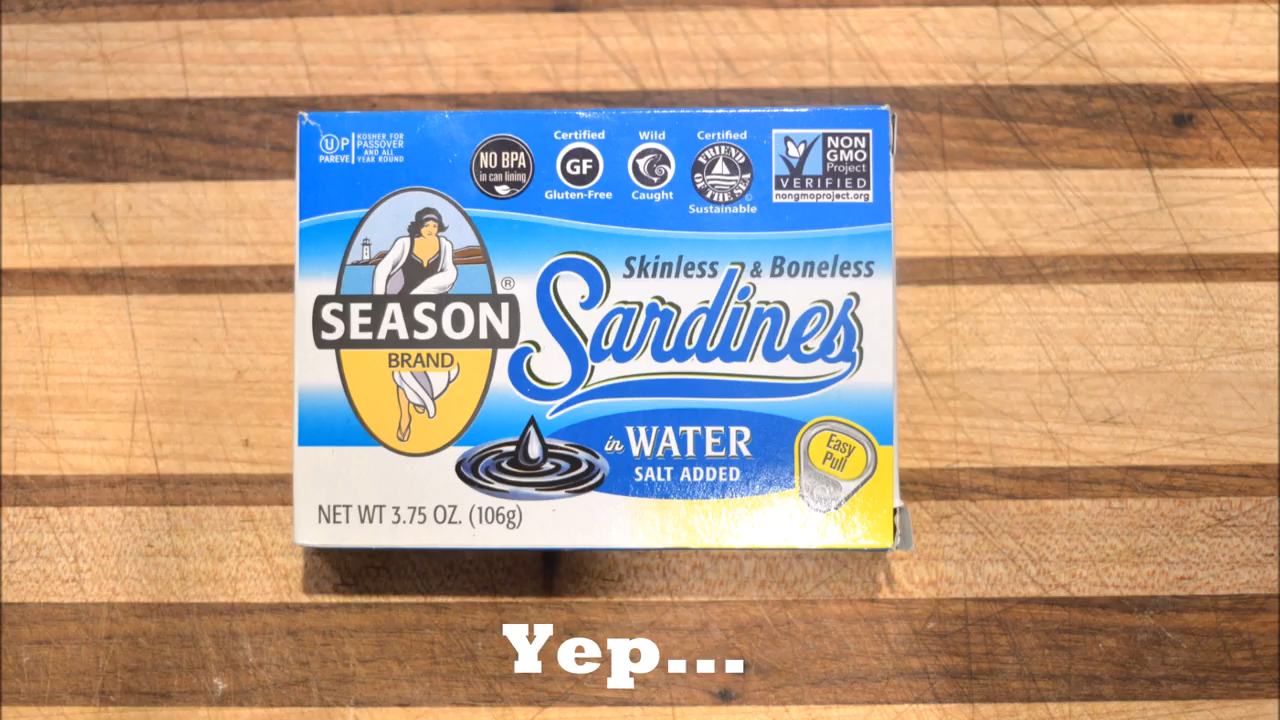 UP
PAREVE
KOSHER FOR
PASSOVER
AND ALL
YEAR ROUND
NO BPA
in can lining
Certified
GF
Gluten-Free
Wild
Caught
Certified
FRIEND
OF THE SEA
Sustainable
NON
GMO
Project
VERIFIED
nongmoproject.org
SEASON®
BRAND
Skinless & Boneless
Sardines
in WATER
SALT ADDED
Easy
Pull
NET WT 3.75 OZ. (106g)
Yep...